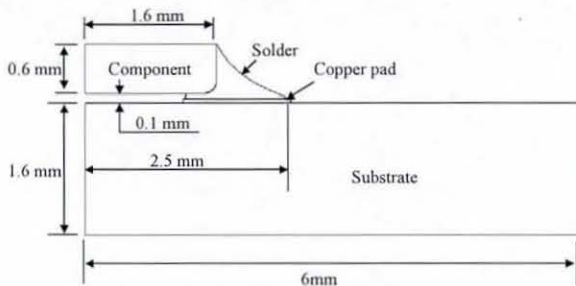 1.6 mm
Solder
0.6 mm
Component
Copper pad
0.1 mm
1.6 mm
2.5 mm
Substrate
6mm